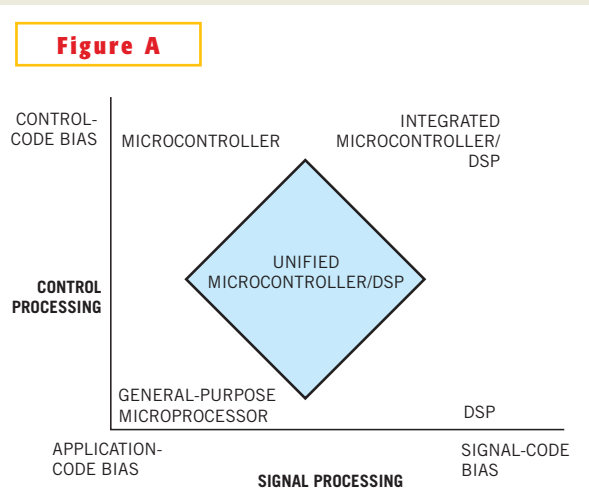 Figure A
CONTROL-
CODE BIAS
MICROCONTROLLER
INTEGRATED
MICROCONTROLLER/
DSP
UNIFIED
MICROCONTROLLER/DSP
CONTROL
PROCESSING
GENERAL-PURPOSE
MICROPROCESSOR
DSP
APPLICATION-
CODE BIAS
SIGNAL-CODE
BIAS
SIGNAL PROCESSING